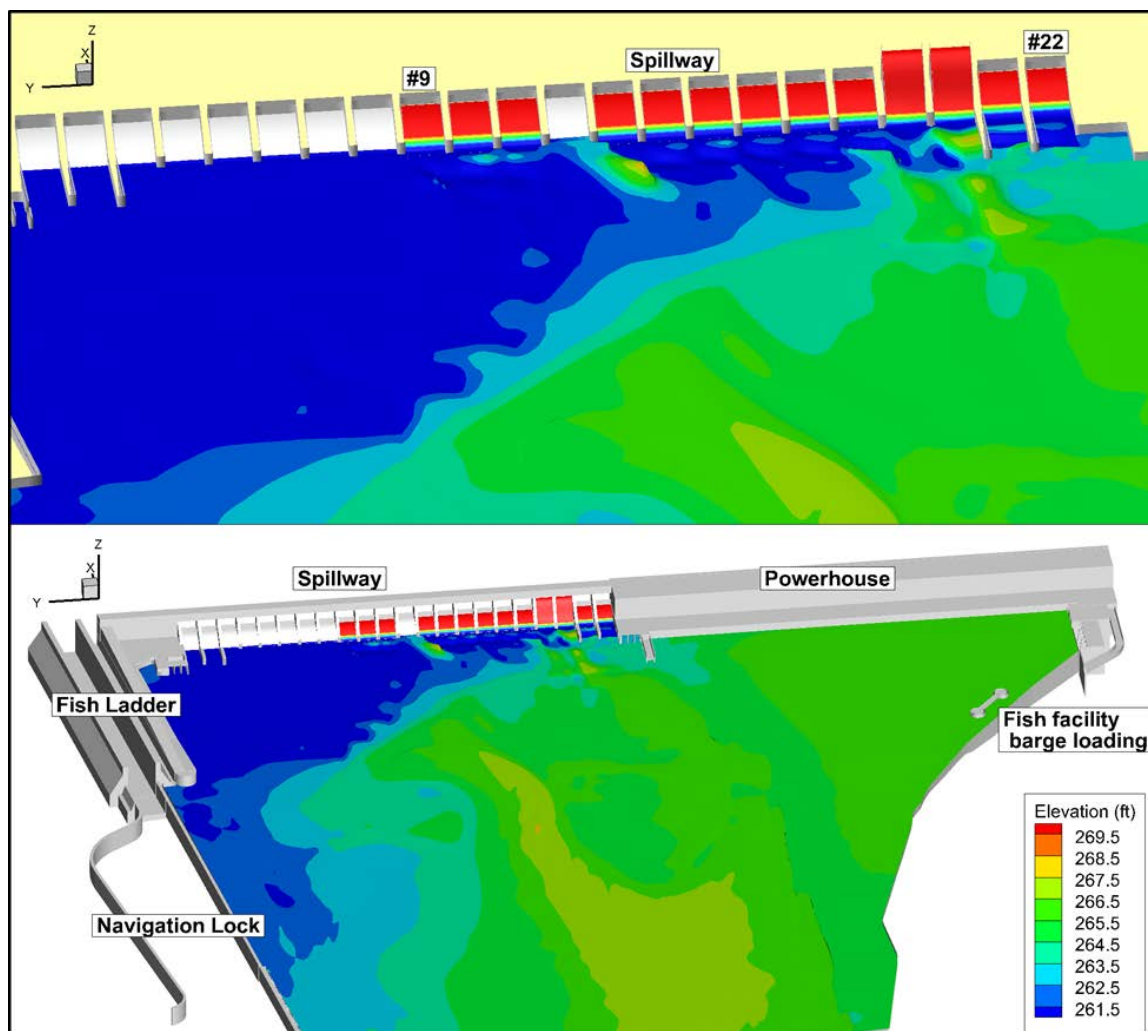 Z
X
Y
#9
Spillway
#22
Z
X
Y
Spillway
Powerhouse
Fish Ladder
Fish facility
barge loading
Navigation Lock
Elevation (ft)
269.5
268.5
267.5
266.5
265.5
264.5
263.5
262.5
261.5